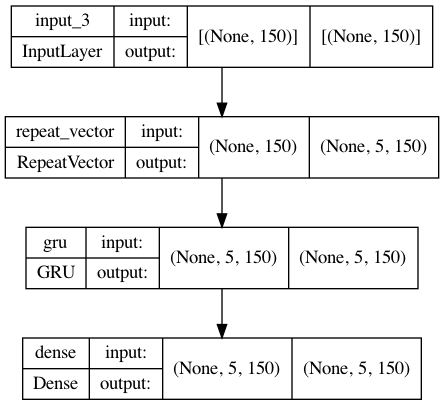 input_3 input: [(None, 150)] [(None, 150)]
InputLayer output:
repeat_vector input: (None, 150) (None, 5, 150)
RepeatVector output:
gru input: (None, 5, 150) (None, 5, 150)
GRU output:
dense input: (None, 5, 150) (None, 5, 150)
Dense output: